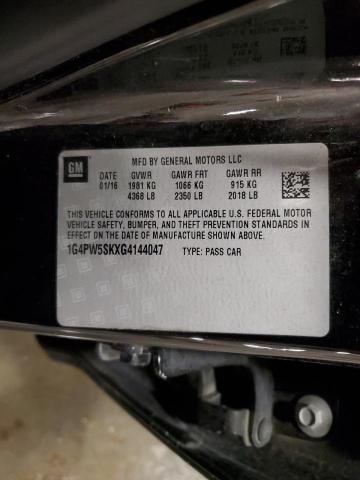 GM
MFD BY GENERAL MOTORS LLC
DATE GVWR GAWR FRT GAWR RR
01/16 1981 KG 1066 KG 915 KG
4368 LB 2350 LB 2018 LB
THIS VEHICLE CONFORMS TO ALL APPLICABLE U.S. FEDERAL MOTOR
VEHICLE SAFETY, BUMPER, AND THEFT PREVENTION STANDARDS IN
EFFECT ON THE DATE OF MANUFACTURE SHOWN ABOVE.
1G4PW5SKXG4144047 TYPE: PASS CAR